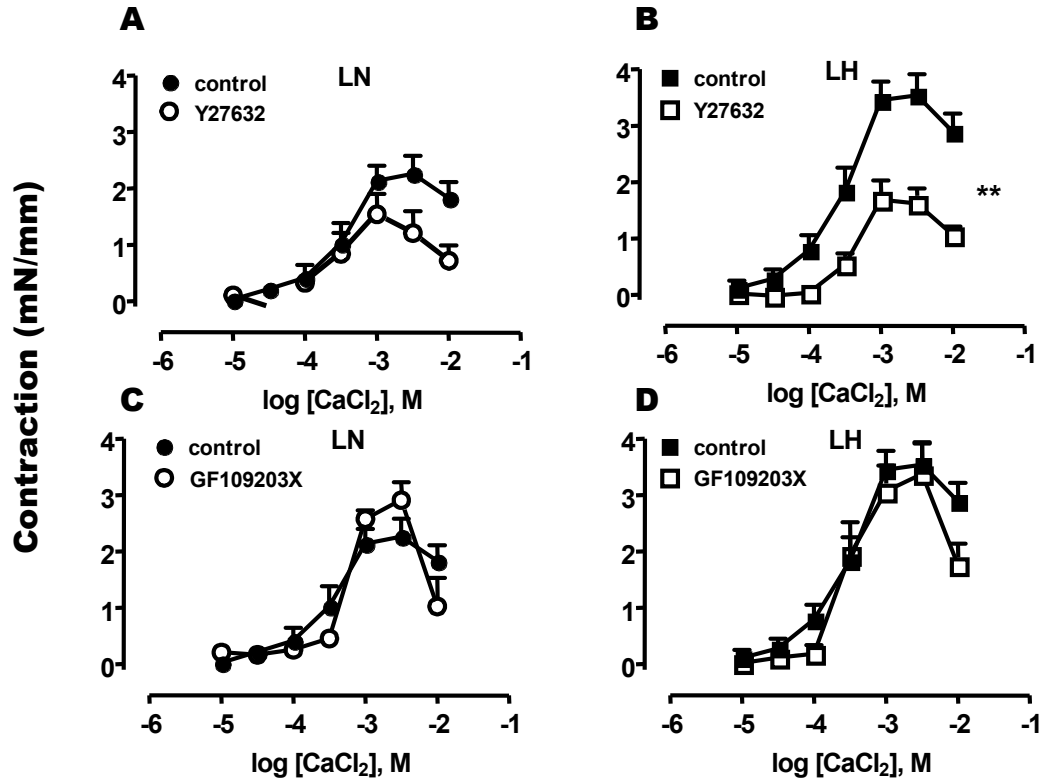 A
LN
control
Y27632
4
3
2
1
0
-6 -5 -4 -3 -2 -1
log [CaCl₂], M
B
LH
control
Y27632
4
3
2
1
0
**
-6 -5 -4 -3 -2 -1
log [CaCl₂], M
Contraction (mN/mm)
C
LN
control
GF109203X
4
3
2
1
0
-6 -5 -4 -3 -2 -1
log [CaCl₂], M
D
LH
control
GF109203X
4
3
2
1
0
-6 -5 -4 -3 -2 -1
log [CaCl₂], M